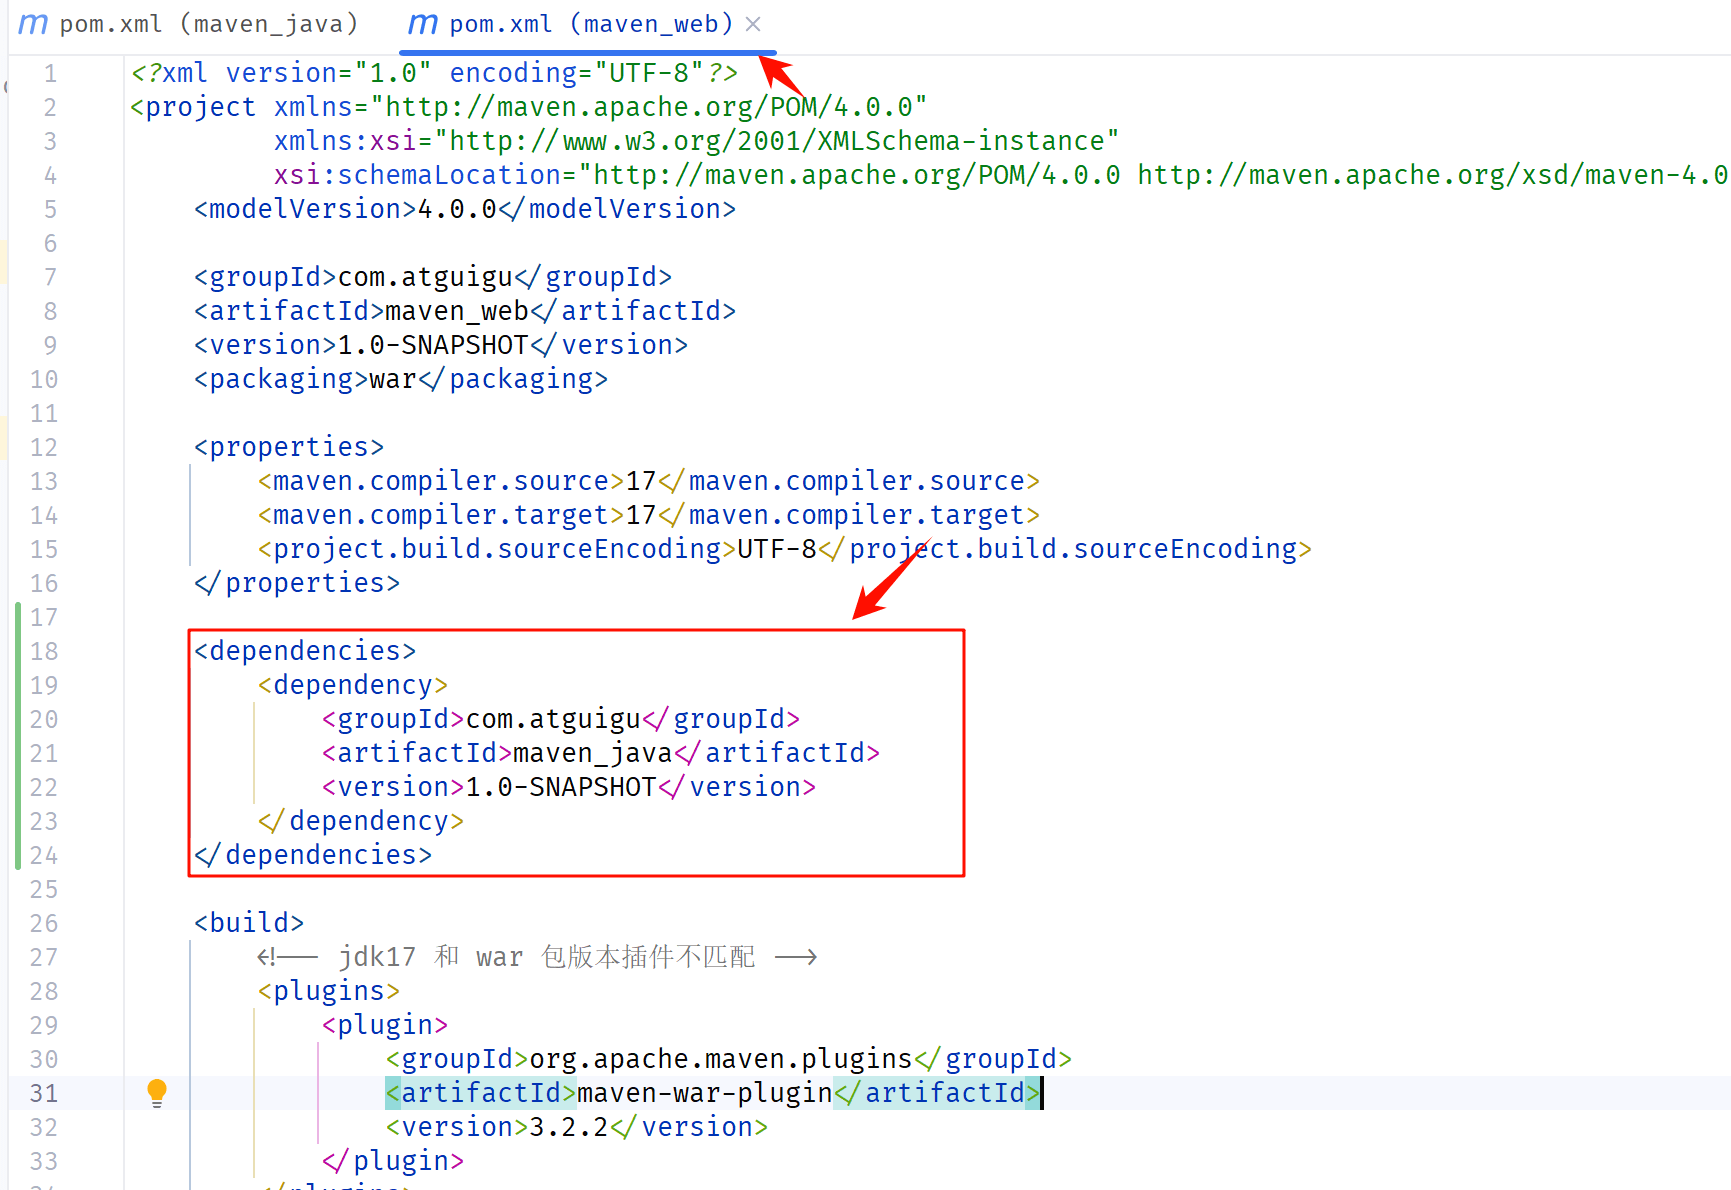 pom.xml (maven_java) pom.xml (maven_web)
1 <?xml version="1.0" encoding="UTF-8"?>
2 <project xmlns="http://maven.apache.org/POM/4.0.0"
3 xmlns:xsi="http://www.w3.org/2001/XMLSchema-instance"
4 xsi:schemaLocation="http://maven.apache.org/POM/4.0.0 http://maven.apache.org/xsd/maven-4.0
5 <modelVersion>4.0.0</modelVersion>
6
7 <groupId>com.atguigu</groupId>
8 <artifactId>maven_web</artifactId>
9 <version>1.0-SNAPSHOT</version>
10 <packaging>war</packaging>
11
12 <properties>
13 <maven.compiler.source>17</maven.compiler.source>
14 <maven.compiler.target>17</maven.compiler.target>
15 <project.build.sourceEncoding>UTF-8</project.build.sourceEncoding>
16 </properties>
17
18 <dependencies>
19 <dependency>
20 <groupId>com.atguigu</groupId>
21 <artifactId>maven_java</artifactId>
22 <version>1.0-SNAPSHOT</version>
23 </dependency>
24 </dependencies>
25
26 <build>
27 <!-- jdk17 和 war 包版本插件不匹配 -->
28 <plugins>
29 <plugin>
30 <groupId>org.apache.maven.plugins</groupId>
31 <artifactId>maven-war-plugin</artifactId>
32 <version>3.2.2</version>
33 </plugin>